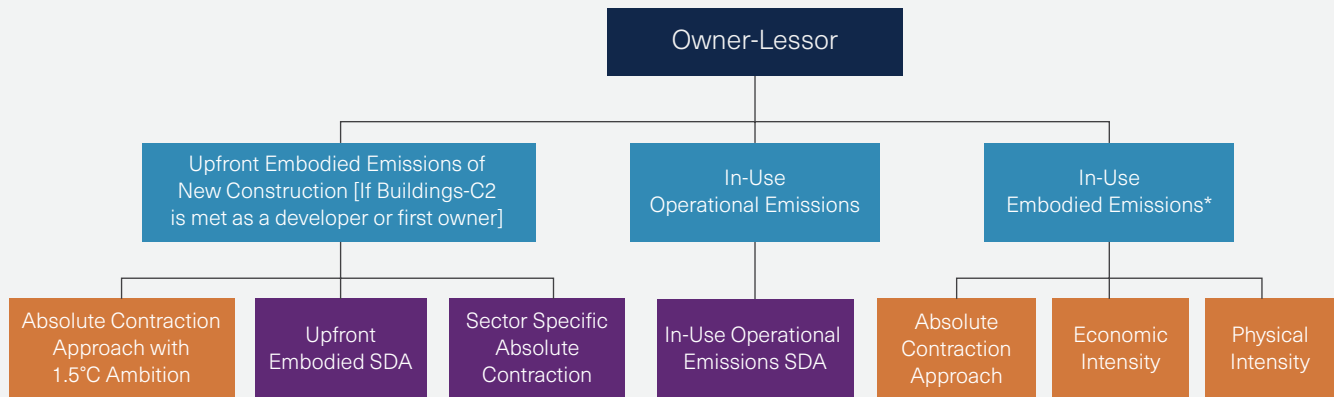 Owner-Lessor
Upfront Embodied Emissions of
New Construction [If Buildings-C2
is met as a developer or first owner]
In-Use
Operational Emissions
In-Use
Embodied Emissions*
Absolute Contraction
Approach with
1.5°C Ambition
Upfront
Embodied SDA
Sector Specific
Absolute
Contraction
In-Use Operational
Emissions SDA
Absolute
Contraction
Approach
Economic
Intensity
Physical
Intensity